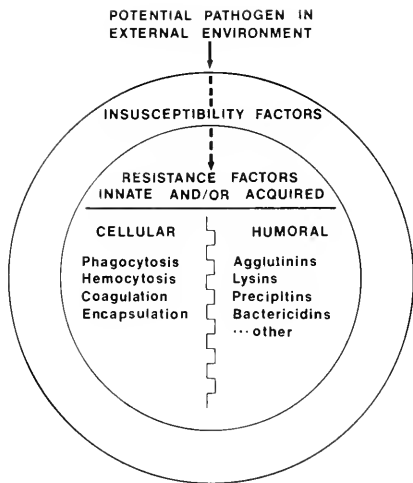 POTENTIAL PATHOGEN IN
EXTERNAL ENVIRONMENT
INSUSCEPTIBILITY FACTORS
RESISTANCE FACTORS
INNATE AND/OR ACQUIRED
CELLULAR
Phagocytosis
Hemocytosis
Coagulation
Encapsulation
HUMORAL
Agglutinins
Lysins
Precipitins
Bactericidins
...other